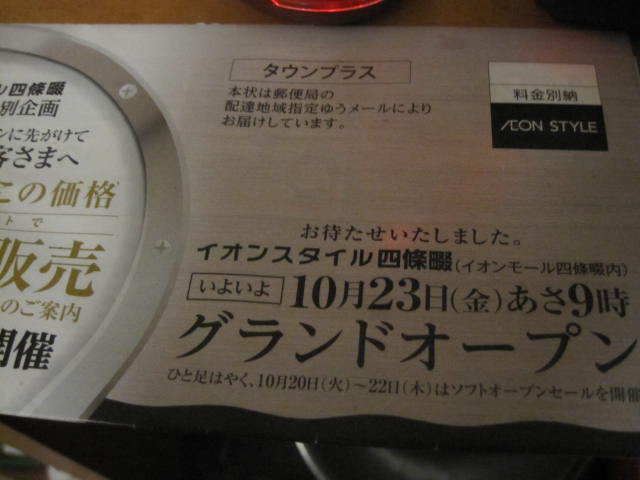 タウンプラス
本状は郵便局の
配達地域指定ゆうメールにより
お届けしています。
料金別納
ÆON STYLE
ル四條畷
別企画
ンに先がけて
客さまへ
この価格
トで
販売
のご案内
開催
お待たせいたしました。
イオンスタイル四條畷(イオンモール四條畷内)
いよいよ 10月23日(金)あさ9時
グランドオープン
ひと足はやく、10月20日(火)〜22日(木)はソフトオープンセールを開催